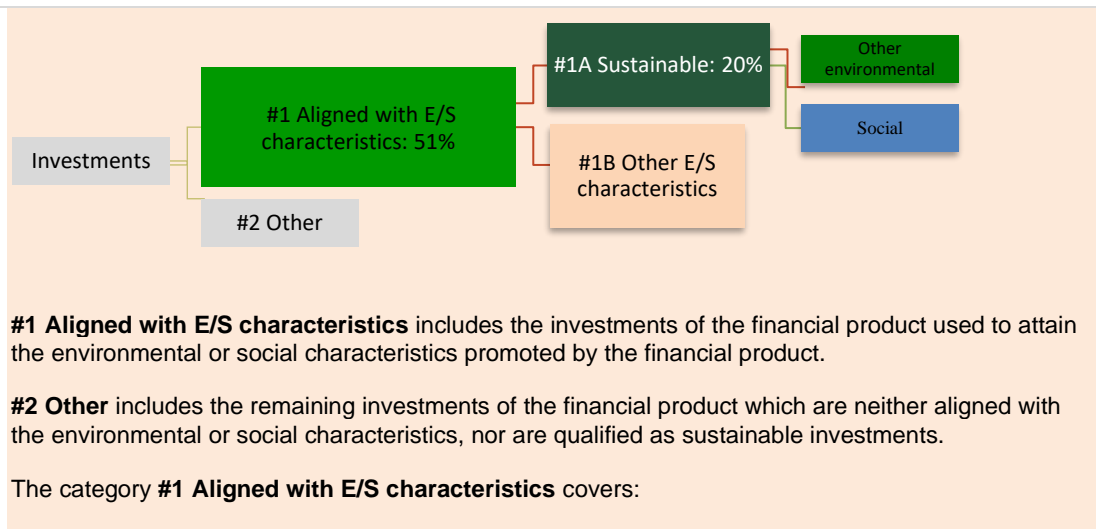 Investments
#1 Aligned with E/S
characteristics: 51%
#2 Other
#1A Sustainable: 20%
#1B Other E/S
characteristics
Other
environmental
Social
#1 Aligned with E/S characteristics includes the investments of the financial product used to attain
the environmental or social characteristics promoted by the financial product.
#2 Other includes the remaining investments of the financial product which are neither aligned with
the environmental or social characteristics, nor are qualified as sustainable investments.
The category #1 Aligned with E/S characteristics covers: